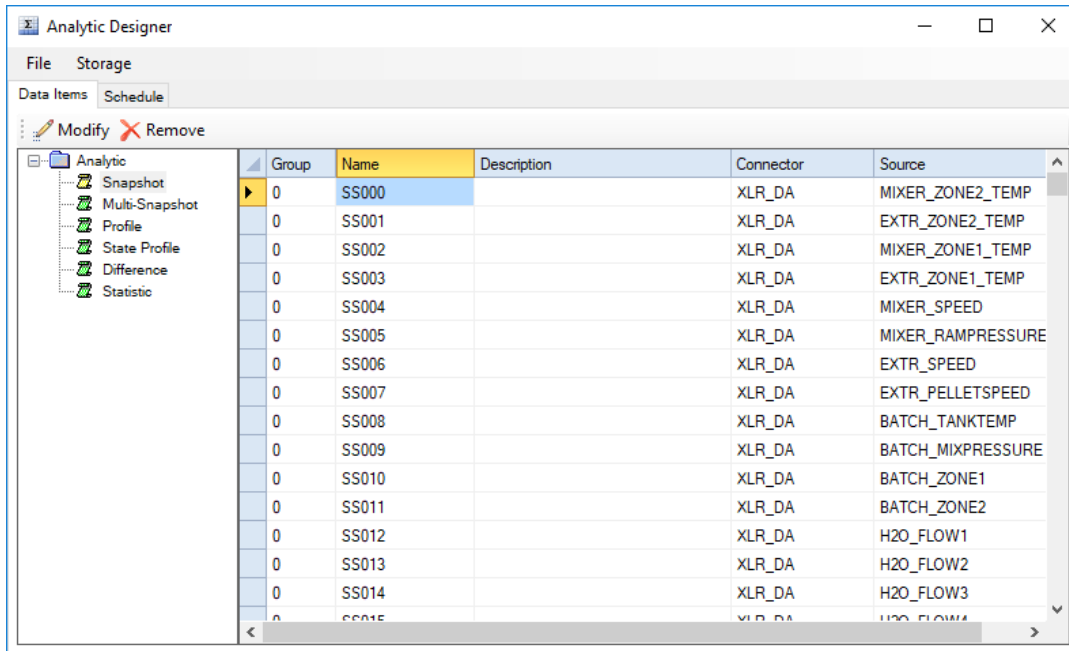 Analytic Designer
File Storage
Data Items Schedule
Modify Remove
Analytic
Snapshot
Multi-Snapshot
Profile
State Profile
Difference
Statistic
Group Name Description Connector Source
0 SS000 XLR_DA MIXER_ZONE2_TEMP
0 SS001 XLR_DA EXTR_ZONE2_TEMP
0 SS002 XLR_DA MIXER_ZONE1_TEMP
0 SS003 XLR_DA EXTR_ZONE1_TEMP
0 SS004 XLR_DA MIXER_SPEED
0 SS005 XLR_DA MIXER_RAMPRESSURE
0 SS006 XLR_DA EXTR_SPEED
0 SS007 XLR_DA EXTR_PELLETSPEED
0 SS008 XLR_DA BATCH_TANKTEMP
0 SS009 XLR_DA BATCH_MIXPRESSURE
0 SS010 XLR_DA BATCH_ZONE1
0 SS011 XLR_DA BATCH_ZONE2
0 SS012 XLR_DA H2O_FLOW1
0 SS013 XLR_DA H2O_FLOW2
0 SS014 XLR_DA H2O_FLOW3
0 SS015 XLR_DA H2O_FLOW4